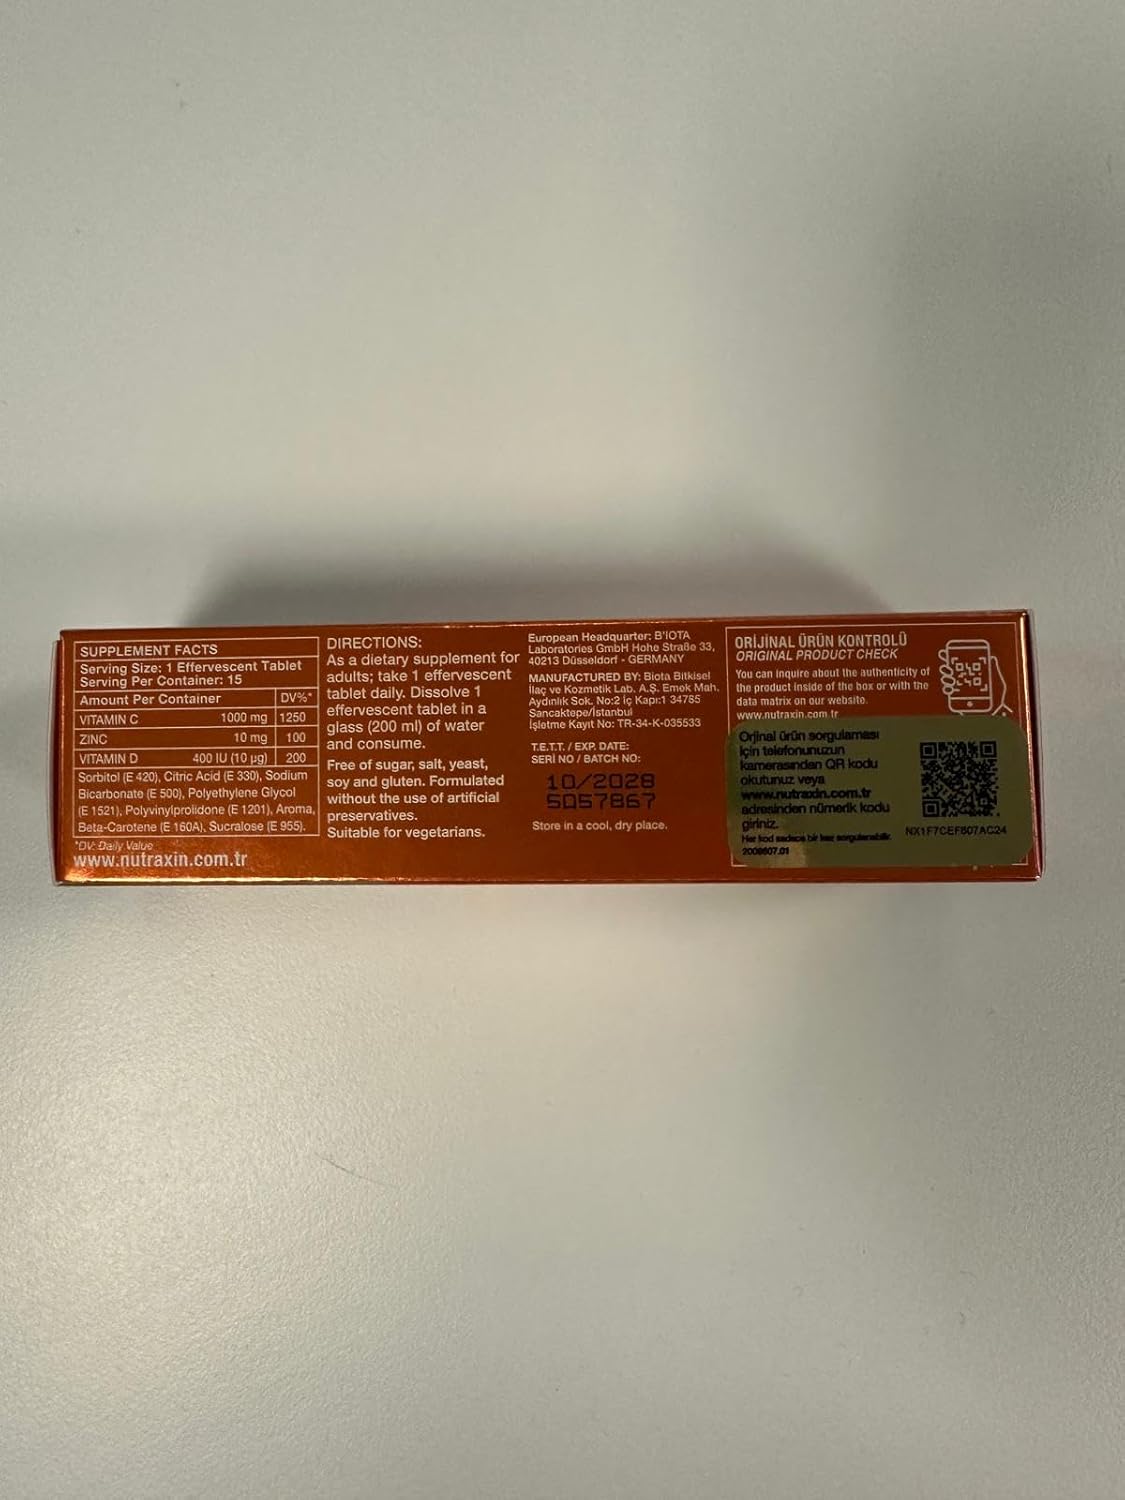 SUPPLEMENT FACTS
Serving Size: 1 Effervescent Tablet
Serving Per Container: 15
Amount Per Container DV%*
VITAMIN C 1000 mg 1250
ZINC 10 mg 100
VITAMIN D 400 IU (10 µg) 200
Sorbitol (E 420), Citric Acid (E 330), Sodium
Bicarbonate (E 500), Polyethylene Glycol
(E 1521), Polyvinylprolidone (E 1201), Aroma,
Beta-Carotene (E 160A), Sucralose (E 955).
*DV: Daily Value
www.nutraxin.com.tr
DIRECTIONS:
As a dietary supplement for
adults; take 1 effervescent
tablet daily. Dissolve 1
effervescent tablet in a
glass (200 ml) of water
and consume.
Free of sugar, salt, yeast,
soy and gluten. Formulated
without the use of artificial
preservatives.
Suitable for vegetarians.
European Headquarter: B'IOTA
Laboratories GmbH Hohe Straße 33,
40213 Düsseldorf - GERMANY
MANUFACTURED BY: Biota Bitkisel
İlaç ve Kozmetik Lab. A.Ş. Emek Mah.
Aydınlık Sok. No:2 İç Kapı:1 34785
Sancaktepe/İstanbul
İşletme Kayıt No: TR-34-K-035533
T.E.T.T. / EXP. DATE:
SERİ NO / BATCH NO:
10/2028
5057867
Store in a cool, dry place.
ORİJİNAL ÜRÜN KONTROLÜ
ORIGINAL PRODUCT CHECK
You can inquire about the authenticity of
the product inside of the box or with the
data matrix on our website.
www.nutraxin.com.tr
Orjinal ürün sorgulaması
için telefonunuzun
kamerasından QR kodu
okutunuz veya
www.nutraxin.com.tr
adresinden nümerik kodu
giriniz.
Her kod sadece bir kez sorgulanabilir.
2008607.01
NX1F7CEF807AC24